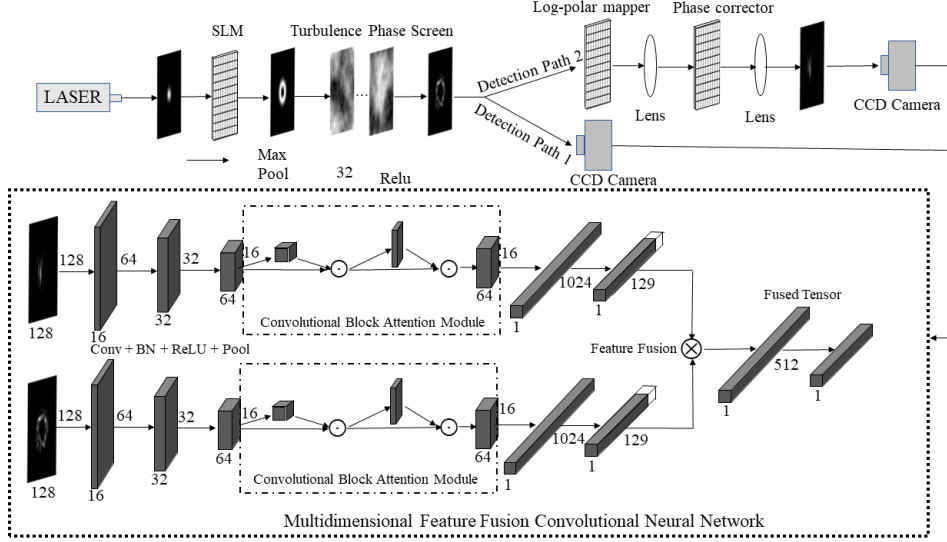 SLM
Turbulence Phase Screen
Log-polar mapper
Phase corrector
LASER
Detection Path 2
Detection Path 1
Lens
Lens
CCD Camera
CCD Camera
Max
Pool
32
Relu
128
64
32
16
16
1024
129
128
16
32
64
64
1
1
Convolutional Block Attention Module
Conv + BN + ReLU + Pool
Feature Fusion
Fused Tensor
512
1
1
128
64
32
16
16
1024
129
128
16
32
64
64
1
1
Convolutional Block Attention Module
Multidimensional Feature Fusion Convolutional Neural Network